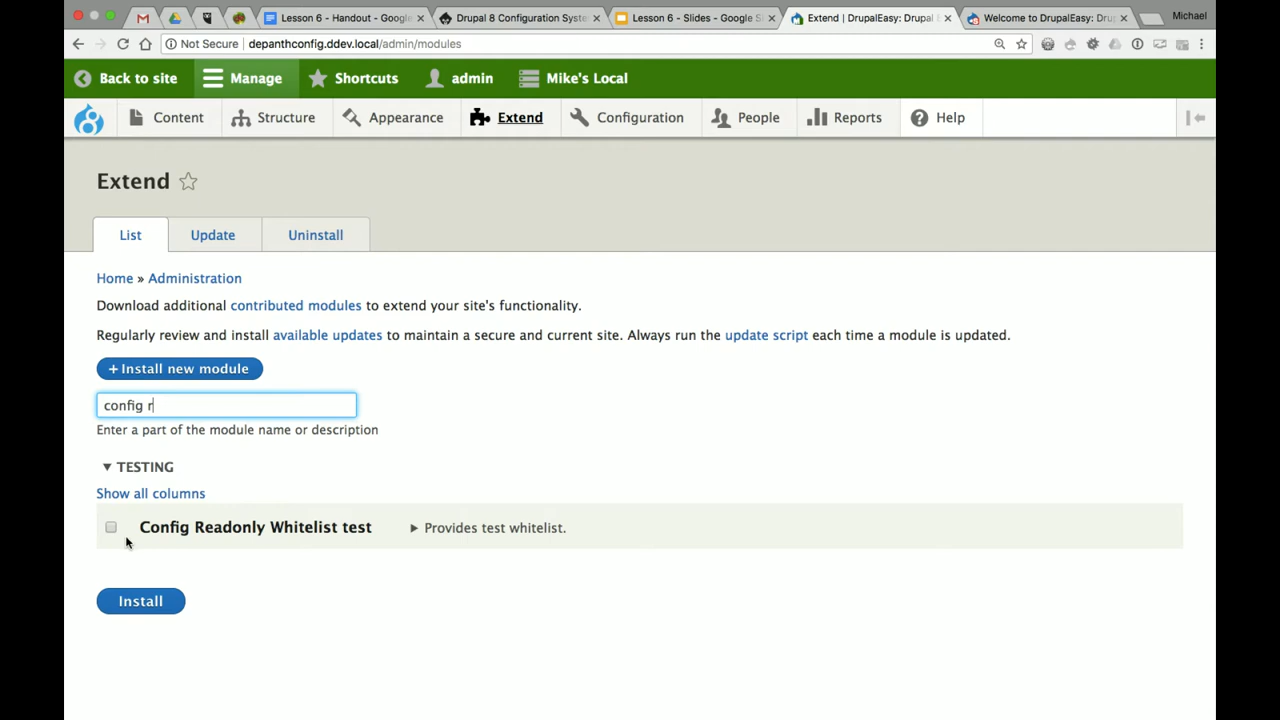 Lesson 6 - Handout - Google
Drupal 8 Configuration Syste
Lesson 6 - Slides - Google Sl
Extend | DrupalEasy: Drupal
Welcome to DrupalEasy: Dru
Michael
Not Secure depanthconfig.ddev.local/admin/modules
Back to site Manage Shortcuts admin Mike's Local
Content Structure Appearance Extend Configuration People Reports Help
Extend
List Update Uninstall
Home » Administration
Download additional contributed modules to extend your site's functionality.
Regularly review and install available updates to maintain a secure and current site. Always run the update script each time a module is updated.
+ Install new module
config r
Enter a part of the module name or description
▼ TESTING
Show all columns
Config Readonly Whitelist test ► Provides test whitelist.
Install